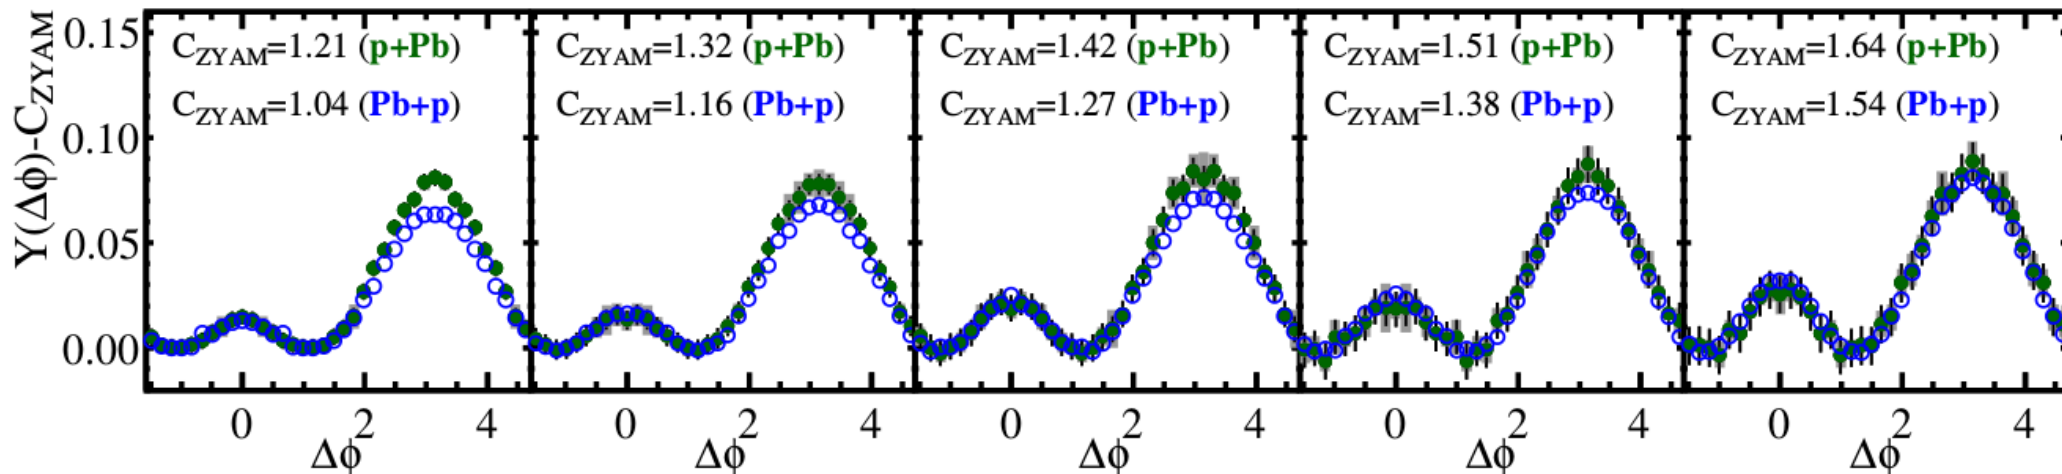 Y(Δϕ)-C_ZYAM
0.15
0.10
0.05
0.00
C_ZYAM=1.21 (p+Pb)
C_ZYAM=1.04 (Pb+p)
C_ZYAM=1.32 (p+Pb)
C_ZYAM=1.16 (Pb+p)
C_ZYAM=1.42 (p+Pb)
C_ZYAM=1.27 (Pb+p)
C_ZYAM=1.51 (p+Pb)
C_ZYAM=1.38 (Pb+p)
C_ZYAM=1.64 (p+Pb)
C_ZYAM=1.54 (Pb+p)
0 2 4 0 2 4 0 2 4 0 2 4 0 2 4
Δϕ Δϕ Δϕ Δϕ Δϕ